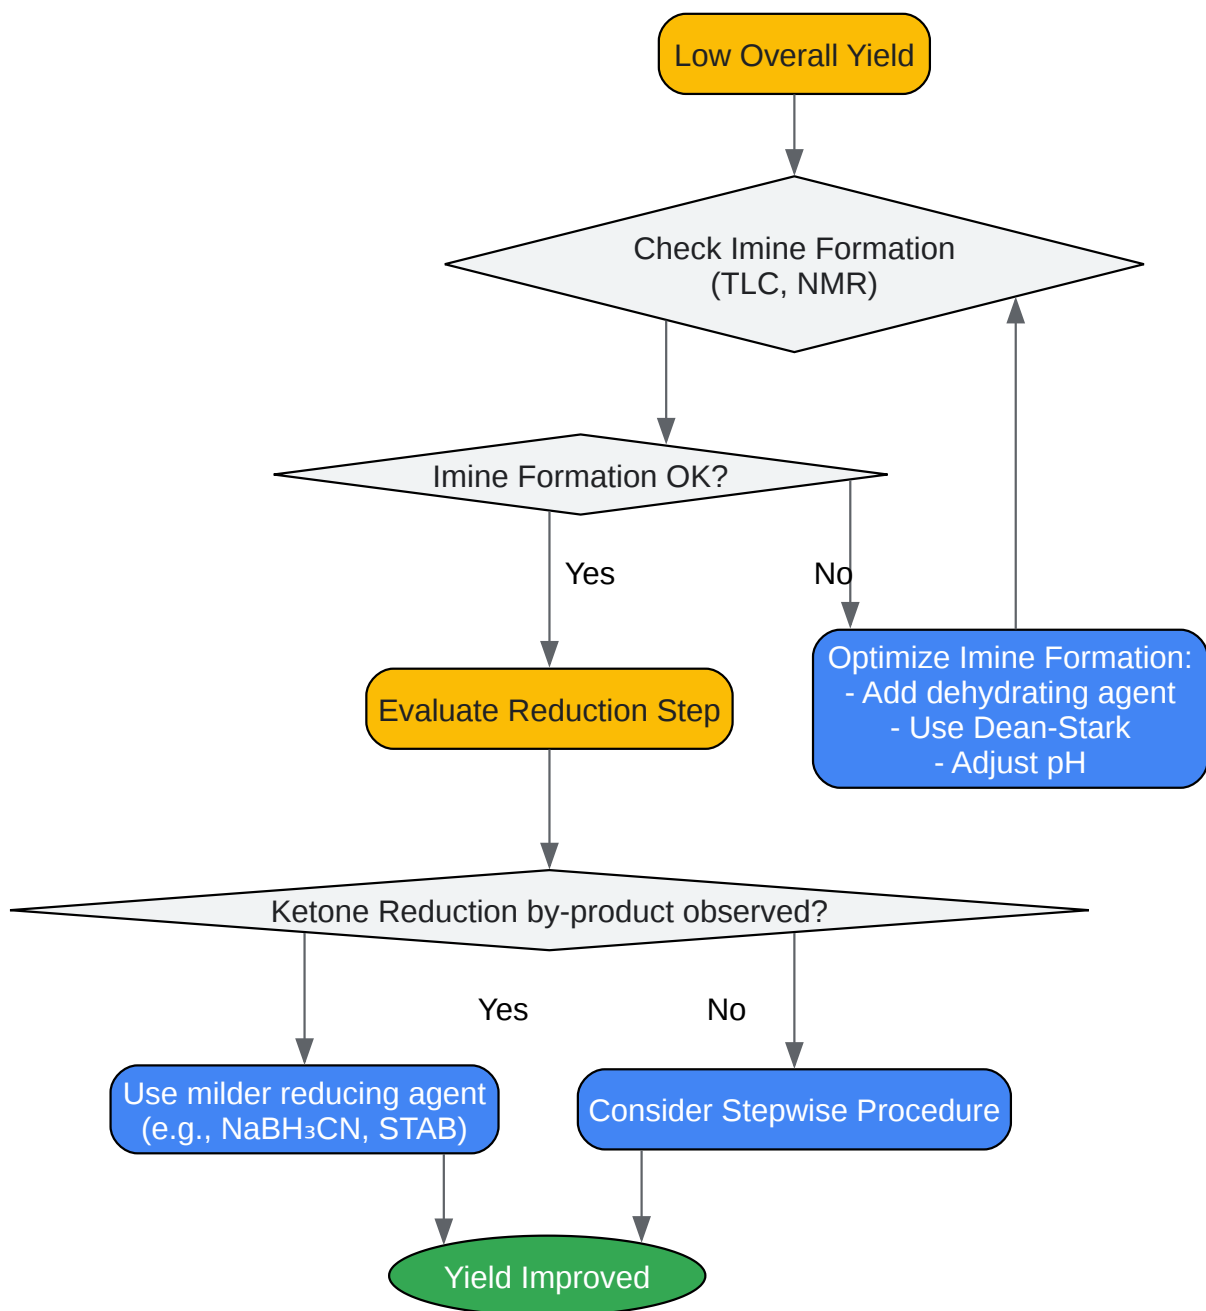 Low Overall Yield
Check Imine Formation
(TLC, NMR)
Imine Formation OK?
Yes
No
Optimize Imine Formation:
- Add dehydrating agent
- Use Dean-Stark
- Adjust pH
Evaluate Reduction Step
Ketone Reduction by-product observed?
Yes
No
Use milder reducing agent
(e.g., NaBH₃CN, STAB)
Consider Stepwise Procedure
Yield Improved